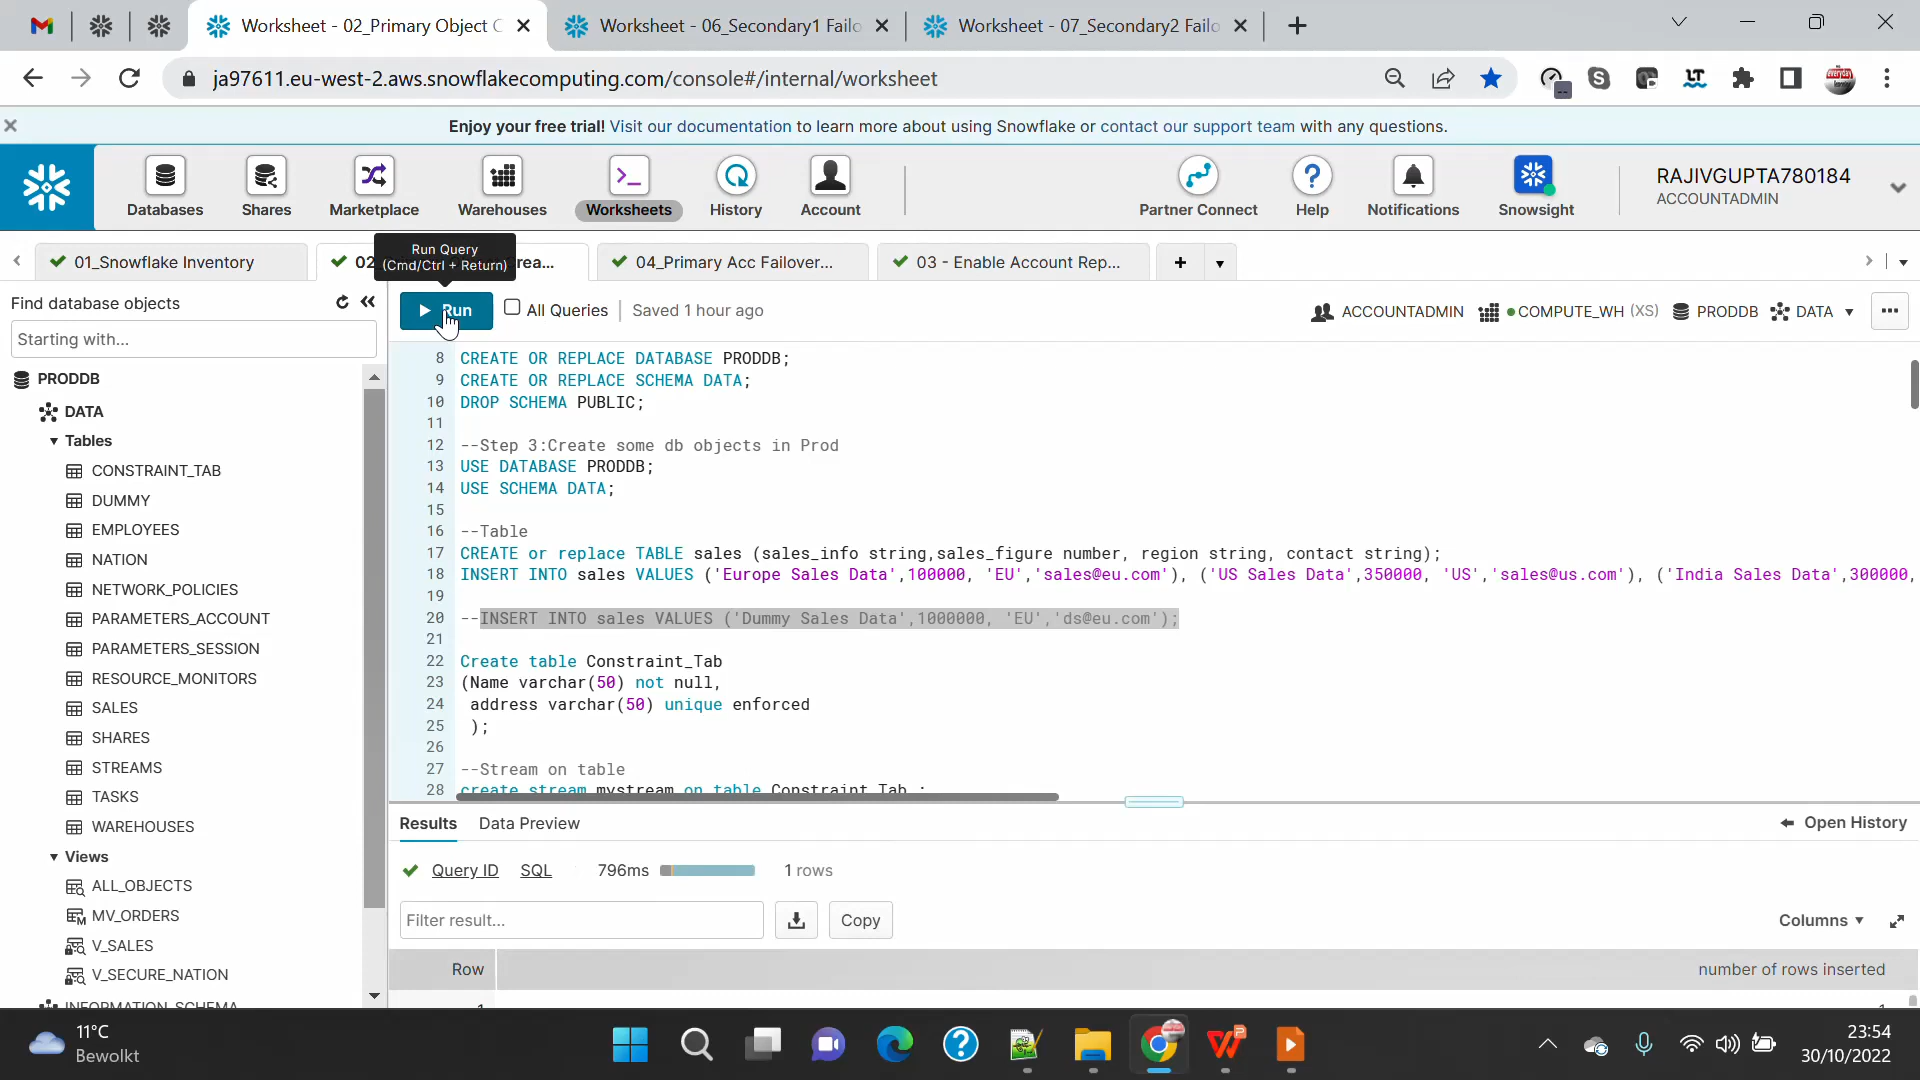 Worksheet - 02_Primary Object C
Worksheet - 06_Secondary1 Failo
Worksheet - 07_Secondary2 Failo
ja97611.eu-west-2.aws.snowflakecomputing.com/console#/internal/worksheet
Enjoy your free trial! Visit our documentation to learn more about using Snowflake or contact our support team with any questions.
Databases
Shares
Marketplace
Warehouses
Worksheets
History
Account
Partner Connect
Help
Notifications
Snowsight
RAJIVGUPTA780184
ACCOUNTADMIN
01_Snowflake Inventory
02
rea...
04_Primary Acc Failover...
03 - Enable Account Rep...
Run Query
(Cmd/Ctrl + Return)
Find database objects
Starting with...
Run
All Queries
Saved 1 hour ago
ACCOUNTADMIN
COMPUTE_WH (XS)
PRODDB
DATA
PRODDB
DATA
Tables
CONSTRAINT_TAB
DUMMY
EMPLOYEES
NATION
NETWORK_POLICIES
PARAMETERS_ACCOUNT
PARAMETERS_SESSION
RESOURCE_MONITORS
SALES
SHARES
STREAMS
TASKS
WAREHOUSES
Views
ALL_OBJECTS
MV_ORDERS
V_SALES
V_SECURE_NATION
INFORMATION_SCHEMA
8 CREATE OR REPLACE DATABASE PRODDB;
9 CREATE OR REPLACE SCHEMA DATA;
10 DROP SCHEMA PUBLIC;
11
12 --Step 3:Create some db objects in Prod
13 USE DATABASE PRODDB;
14 USE SCHEMA DATA;
15
16 --Table
17 CREATE or replace TABLE sales (sales_info string,sales_figure number, region string, contact string);
18 INSERT INTO sales VALUES ('Europe Sales Data',100000, 'EU','sales@eu.com'), ('US Sales Data',350000, 'US','sales@us.com'), ('India Sales Data',300000,
19
20 --INSERT INTO sales VALUES ('Dummy Sales Data',1000000, 'EU','ds@eu.com');
21
22 Create table Constraint_Tab
23 (Name varchar(50) not null,
24 address varchar(50) unique enforced
25 );
26
27 --Stream on table
28 create stream mystream on table Constraint_Tab ;
Results
Data Preview
Open History
Query ID
SQL
796ms
1 rows
Filter result...
Copy
Columns
Row
number of rows inserted
1
1
11°C
Bewolkt
23:54
30/10/2022